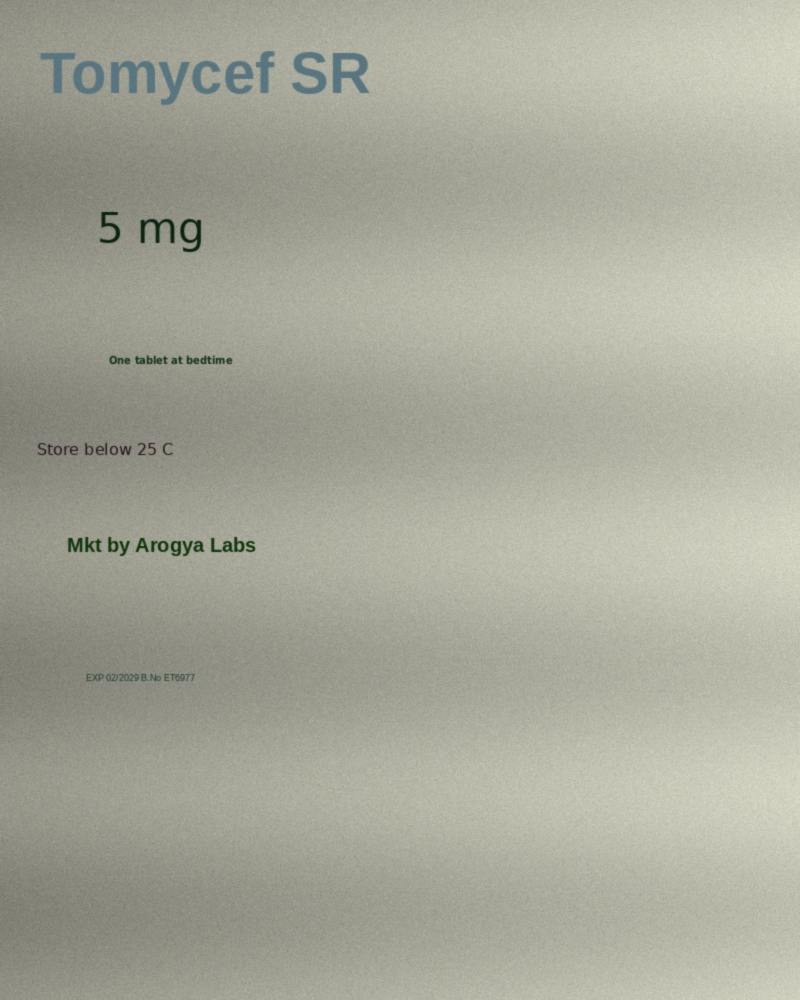 Tomycef SR
5 mg
One tablet at bedtime
Store below 25 C
Mkt by Arogya Labs
EXP 02/2029 B.No ET6977